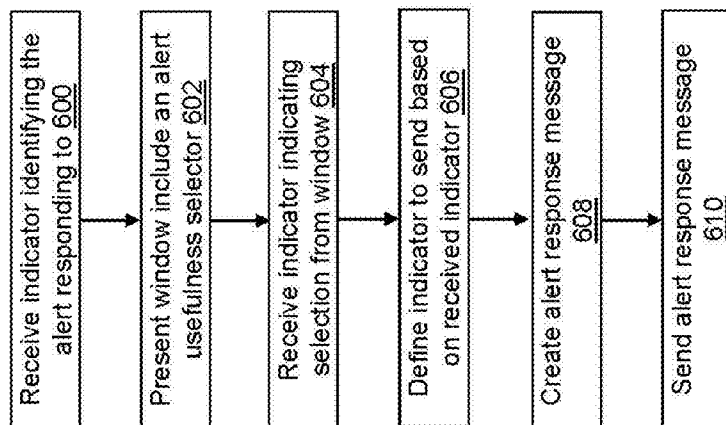 Receive indicator identifying the
alert responding to 600
Present window include an alert
usefulness selector 602
Receive indicator indicating
selection from window 604
Define indicator to send based
on received indicator 606
Create alert response message
608
Send alert response message
610